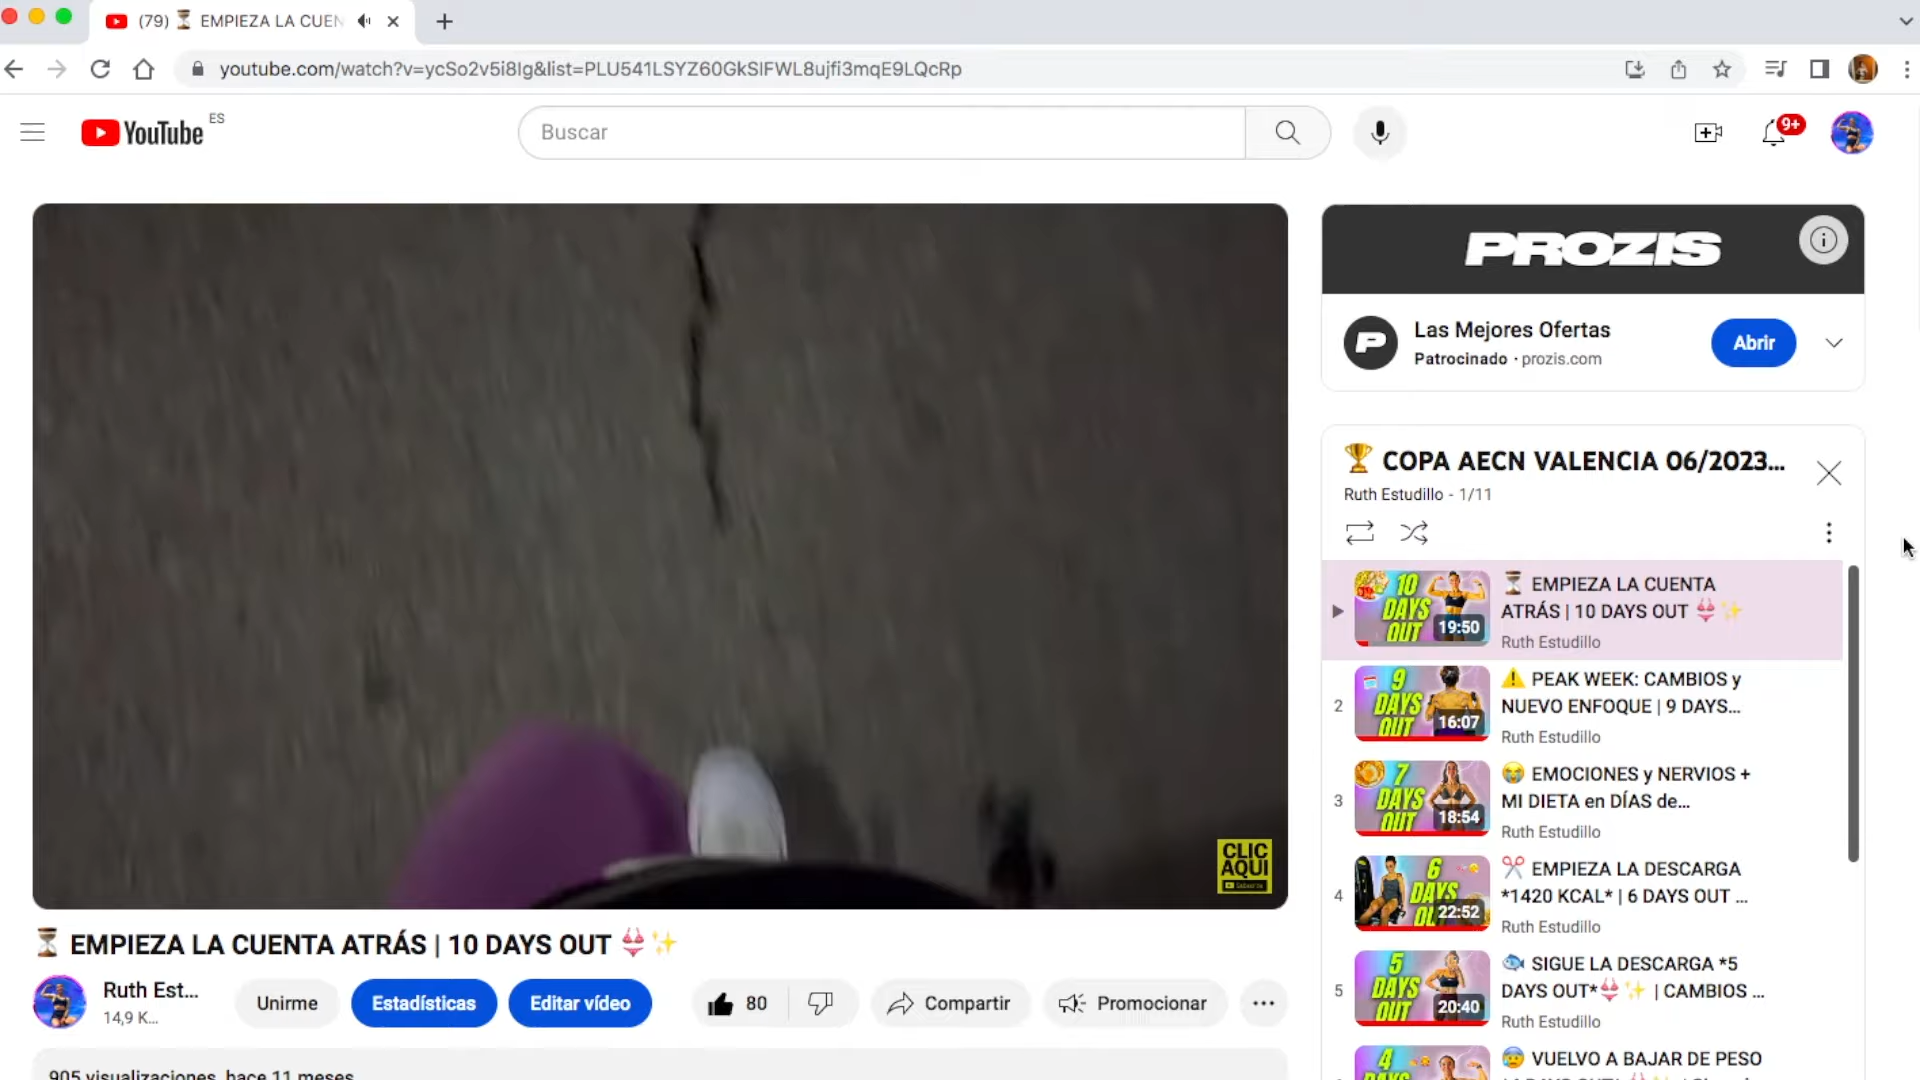 (79) ⏳ EMPIEZA LA CUEN
youtube.com/watch?v=ycSo2v5i8Ig&list=PLU541LSYZ60GkSlFWL8ujfi3mqE9LQcRp
YouTube ES
Buscar
9+
PROZIS
Las Mejores Ofertas
Patrocinado · prozis.com
Abrir
🏆 COPA AECN VALENCIA 06/2023...
Ruth Estudillo - 1/11
10 DAYS OUT
19:50
⏳ EMPIEZA LA CUENTA
ATRÁS | 10 DAYS OUT 👙✨
Ruth Estudillo
2
9 DAYS OUT
16:07
⚠️ PEAK WEEK: CAMBIOS y
NUEVO ENFOQUE | 9 DAYS...
Ruth Estudillo
3
7 DAYS OUT
18:54
😭 EMOCIONES y NERVIOS +
MI DIETA en DÍAS de...
Ruth Estudillo
4
6 DAYS
22:52
✂️ EMPIEZA LA DESCARGA
*1420 KCAL* | 6 DAYS OUT ...
Ruth Estudillo
5
5 DAYS OUT
20:40
🐟 SIGUE LA DESCARGA *5
DAYS OUT*👙✨ | CAMBIOS ...
Ruth Estudillo
4
😰 VUELVO A BAJAR DE PESO
CLIC
AQUI
⏳ EMPIEZA LA CUENTA ATRÁS | 10 DAYS OUT 👙✨
Ruth Est...
14,9 K...
Unirme
Estadísticas
Editar vídeo
80
Compartir
Promocionar
905 visualizaciones hace 11 meses